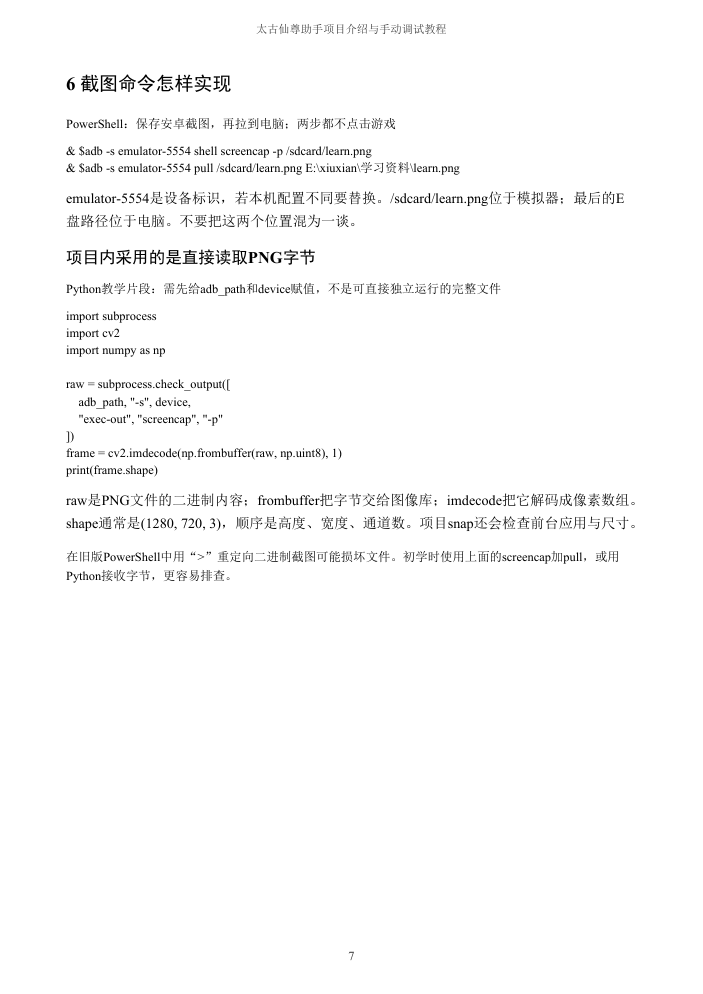 太古仙尊助手项目介绍与手动调试教程
6 截图命令怎样实现
PowerShell：保存安卓截图，再拉到电脑；两步都不点击游戏
& $adb -s emulator-5554 shell screencap -p /sdcard/learn.png
& $adb -s emulator-5554 pull /sdcard/learn.png E:\xiuxian\学习资料\learn.png
emulator-5554是设备标识，若本机配置不同要替换。/sdcard/learn.png位于模拟器；最后的E
盘路径位于电脑。不要把这两个位置混为一谈。
项目内采用的是直接读取PNG字节
Python教学片段：需先给adb_path和device赋值，不是可直接独立运行的完整文件
import subprocess
import cv2
import numpy as np
raw = subprocess.check_output([
    adb_path, "-s", device,
    "exec-out", "screencap", "-p"
])
frame = cv2.imdecode(np.frombuffer(raw, np.uint8), 1)
print(frame.shape)
raw是PNG文件的二进制内容；frombuffer把字节交给图像库；imdecode把它解码成像素数组。
shape通常是(1280, 720, 3)，顺序是高度、宽度、通道数。项目snap还会检查前台应用与尺寸。
在旧版PowerShell中用“>”重定向二进制截图可能损坏文件。初学时使用上面的screencap加pull，或用
Python接收字节，更容易排查。
7